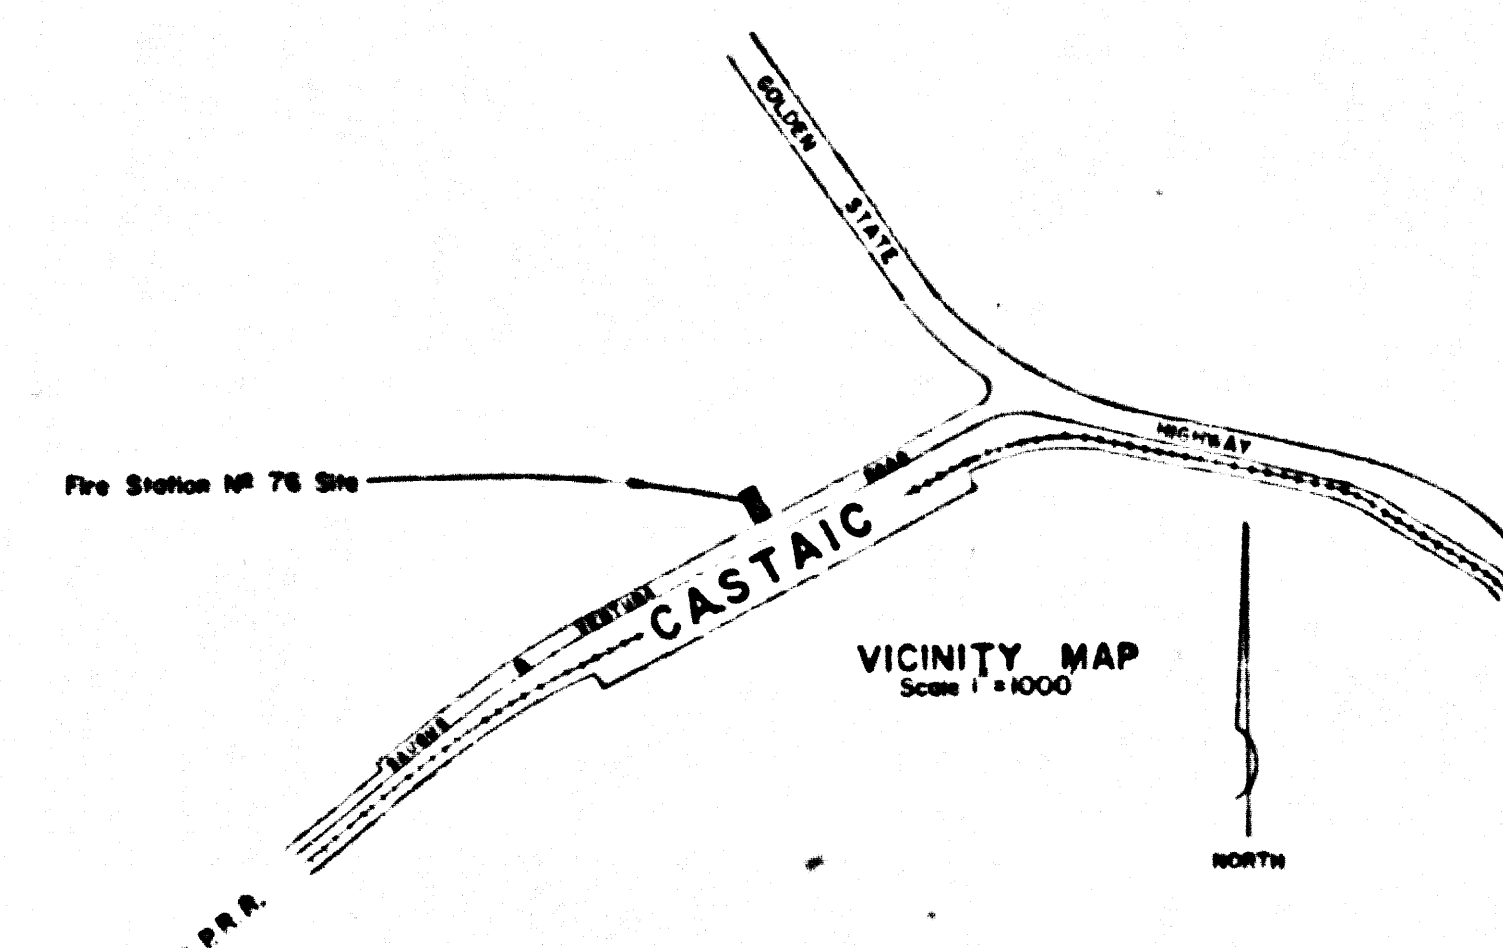 GOLDEN STATE HIGHWAY
Fire Station Nº 76 Site
& VENTURA ROAD
CASTAIC
VICINITY MAP
Scale 1" = 1000'
NORTH
P.R.R.